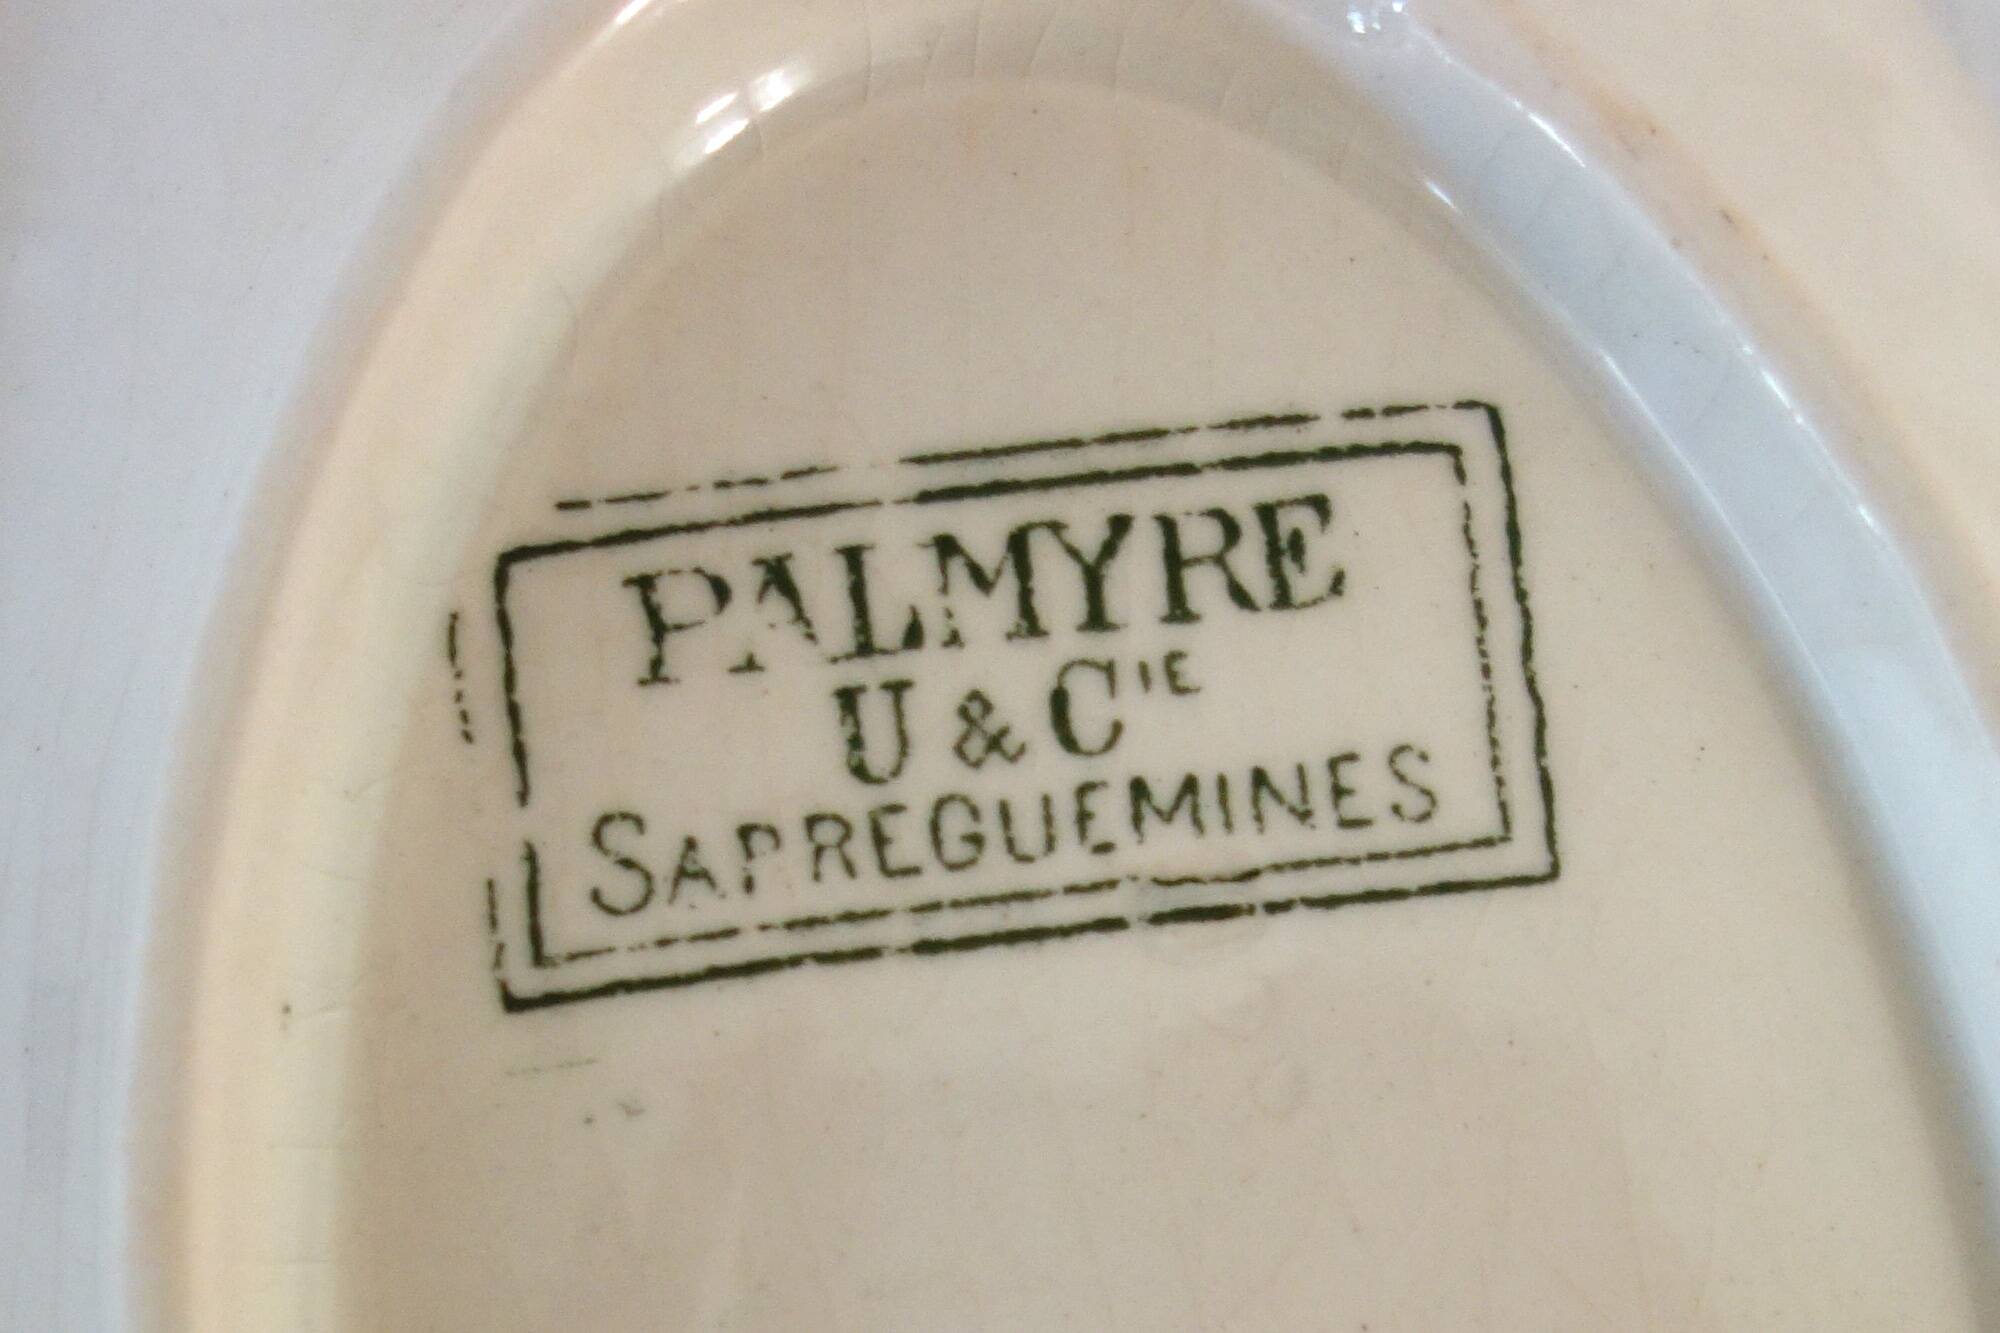 PALMYRE
U & CIE
SARREGUEMINES